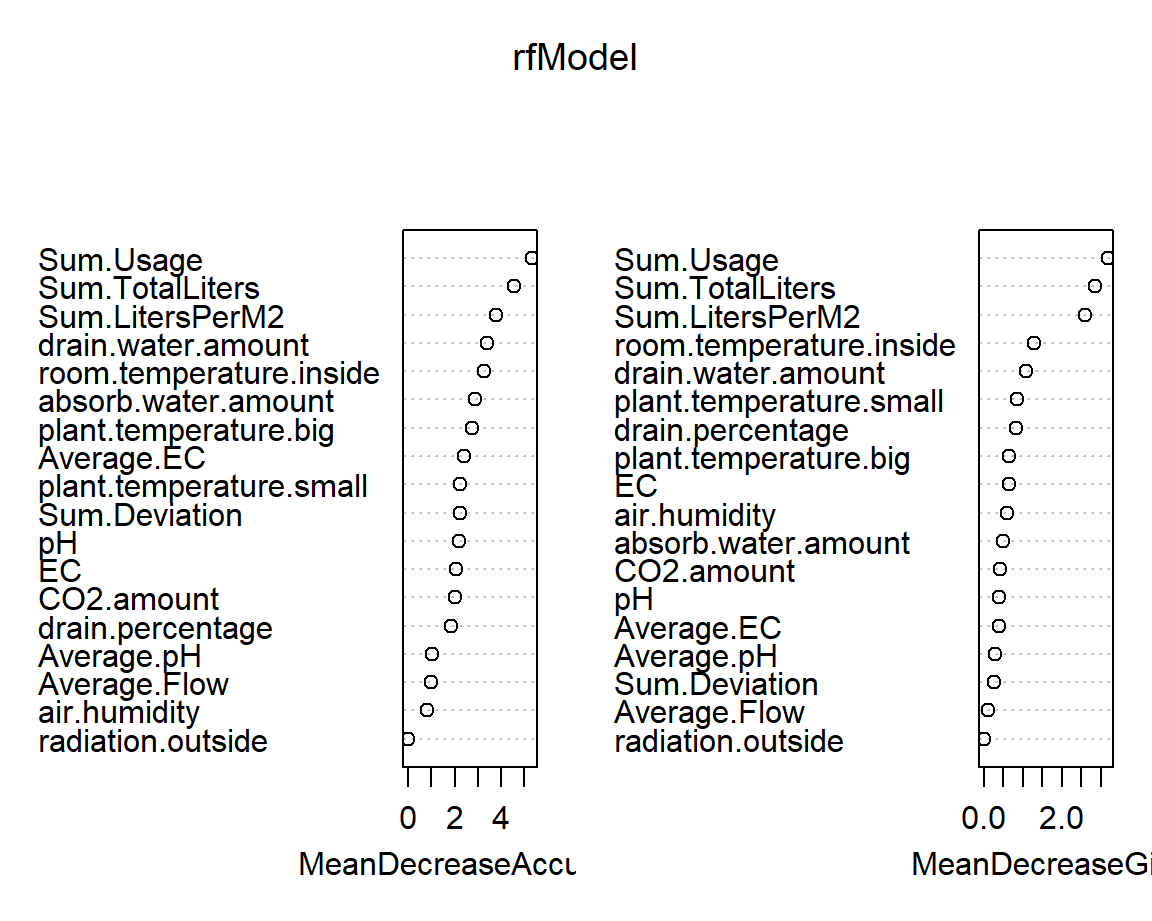 rfModel
Sum.Usage
Sum.TotalLiters
Sum.LitersPerM2
drain.water.amount
room.temperature.inside
absorb.water.amount
plant.temperature.big
Average.EC
plant.temperature.small
Sum.Deviation
pH
EC
CO2.amount
drain.percentage
Average.pH
Average.Flow
air.humidity
radiation.outside
0 2 4
MeanDecreaseAccu
Sum.Usage
Sum.TotalLiters
Sum.LitersPerM2
room.temperature.inside
drain.water.amount
plant.temperature.small
drain.percentage
plant.temperature.big
EC
air.humidity
absorb.water.amount
CO2.amount
pH
Average.EC
Average.pH
Sum.Deviation
Average.Flow
radiation.outside
0.0 2.0
MeanDecreaseGi